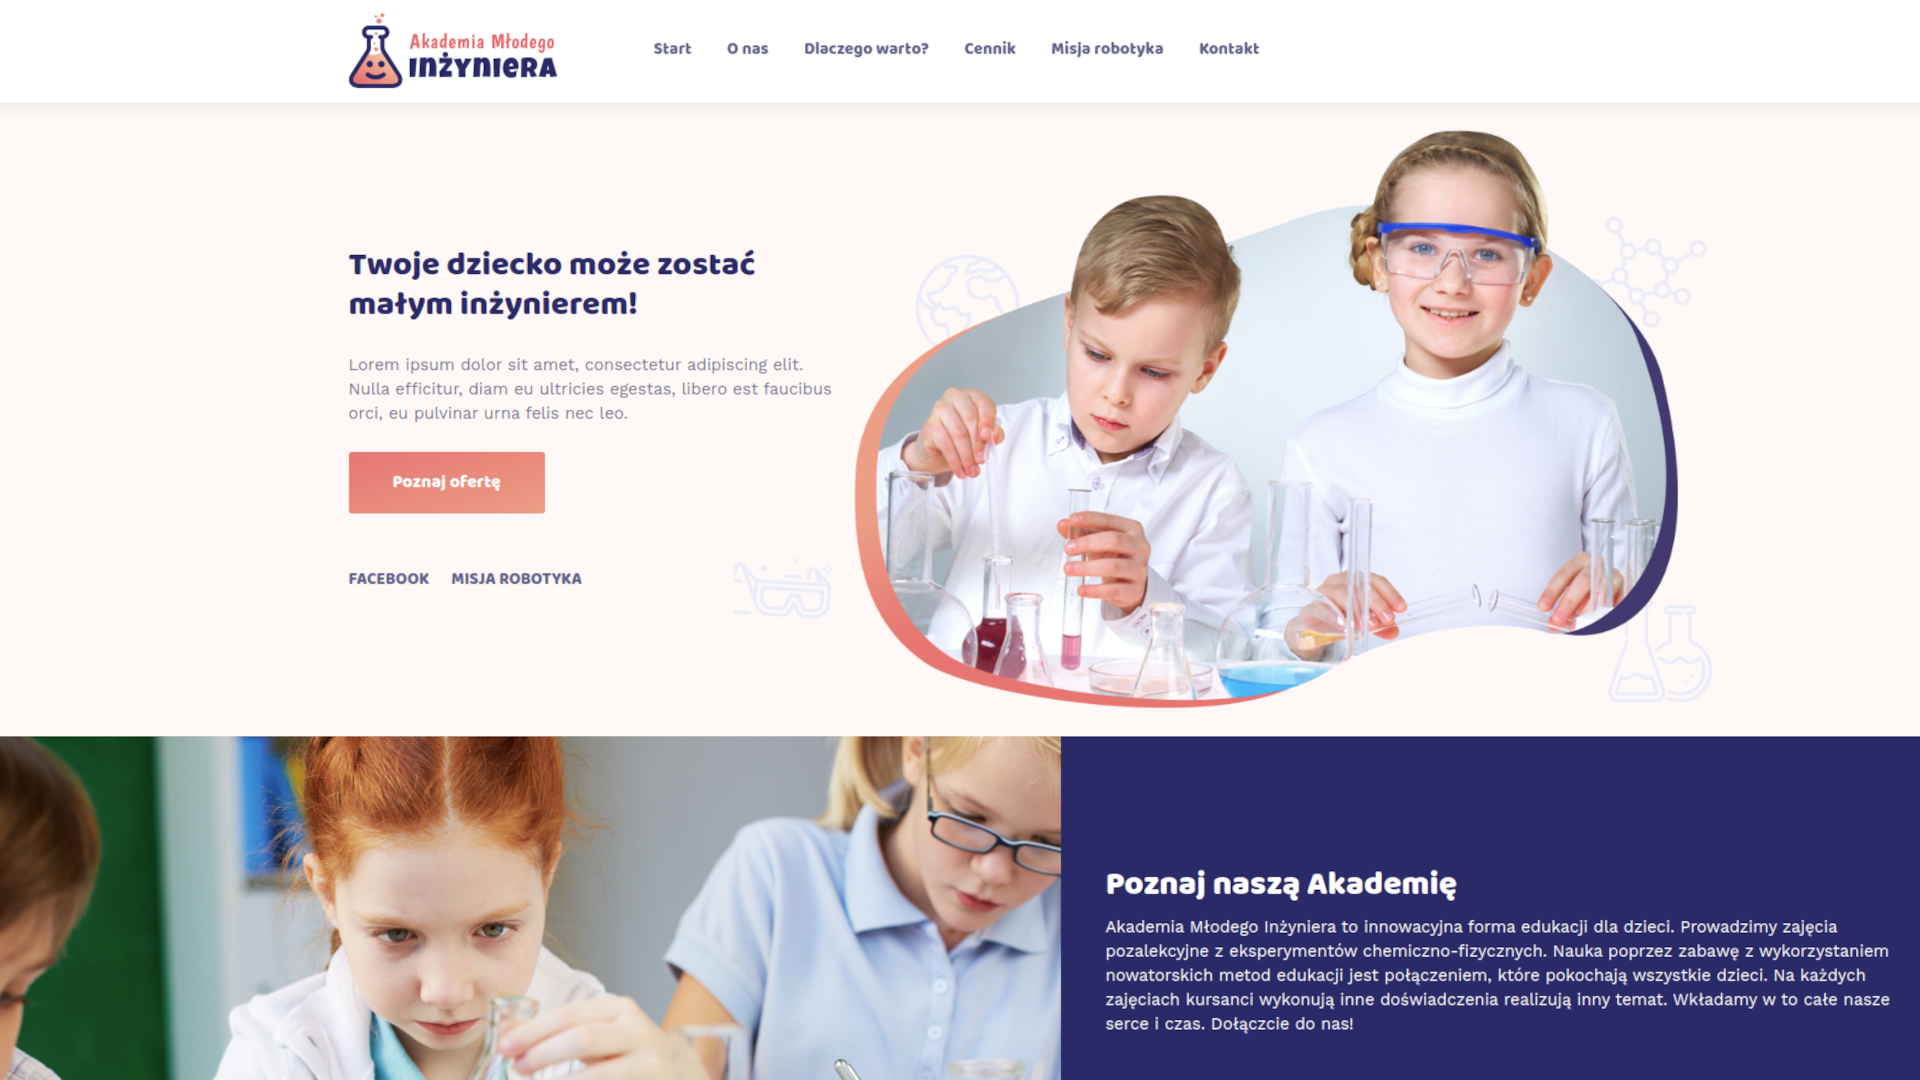 Akademia Młodego
INŻYNIERA
Start
O nas
Dlaczego warto?
Cennik
Misja robotyka
Kontakt
Twoje dziecko może zostać
małym inżynierem!
Lorem ipsum dolor sit amet, consectetur adipiscing elit.
Nulla efficitur, diam eu ultricies egestas, libero est faucibus
orci, eu pulvinar urna felis nec leo.
Poznaj ofertę
FACEBOOK
MISJA ROBOTYKA
Poznaj naszą Akademię
Akademia Młodego Inżyniera to innowacyjna forma edukacji dla dzieci. Prowadzimy zajęcia
pozalekcyjne z eksperymentów chemiczno-fizycznych. Nauka poprzez zabawę z wykorzystaniem
nowatorskich metod edukacji jest połączeniem, które pokochają wszystkie dzieci. Na każdych
zajęciach kursanci wykonują inne doświadczenia realizują inny temat. Wkładamy w to całe nasze
serce i czas. Dołączcie do nas!